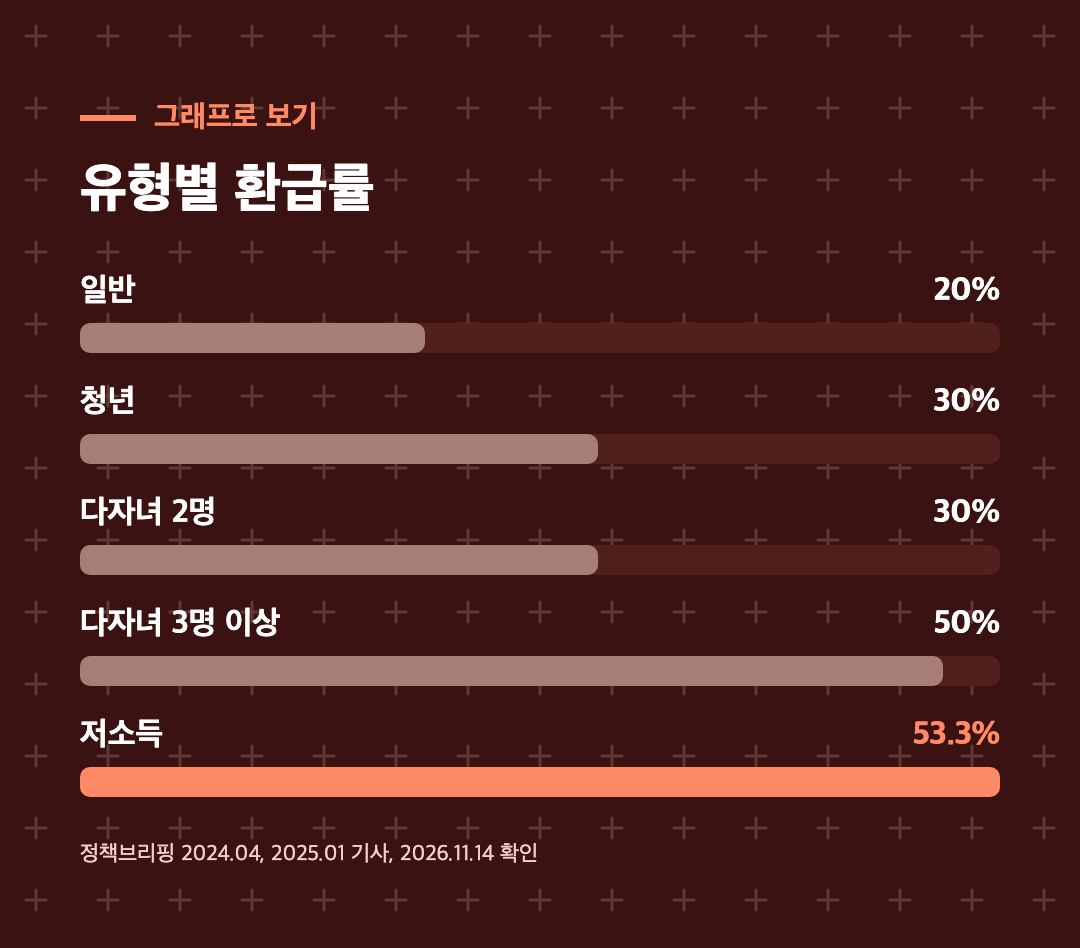 그래프로 보기
유형별 환급률
일반 20%
청년 30%
다자녀 2명 30%
다자녀 3명 이상 50%
저소득 53.3%
정책브리핑 2024.04, 2025.01 기사, 2026.11.14 확인